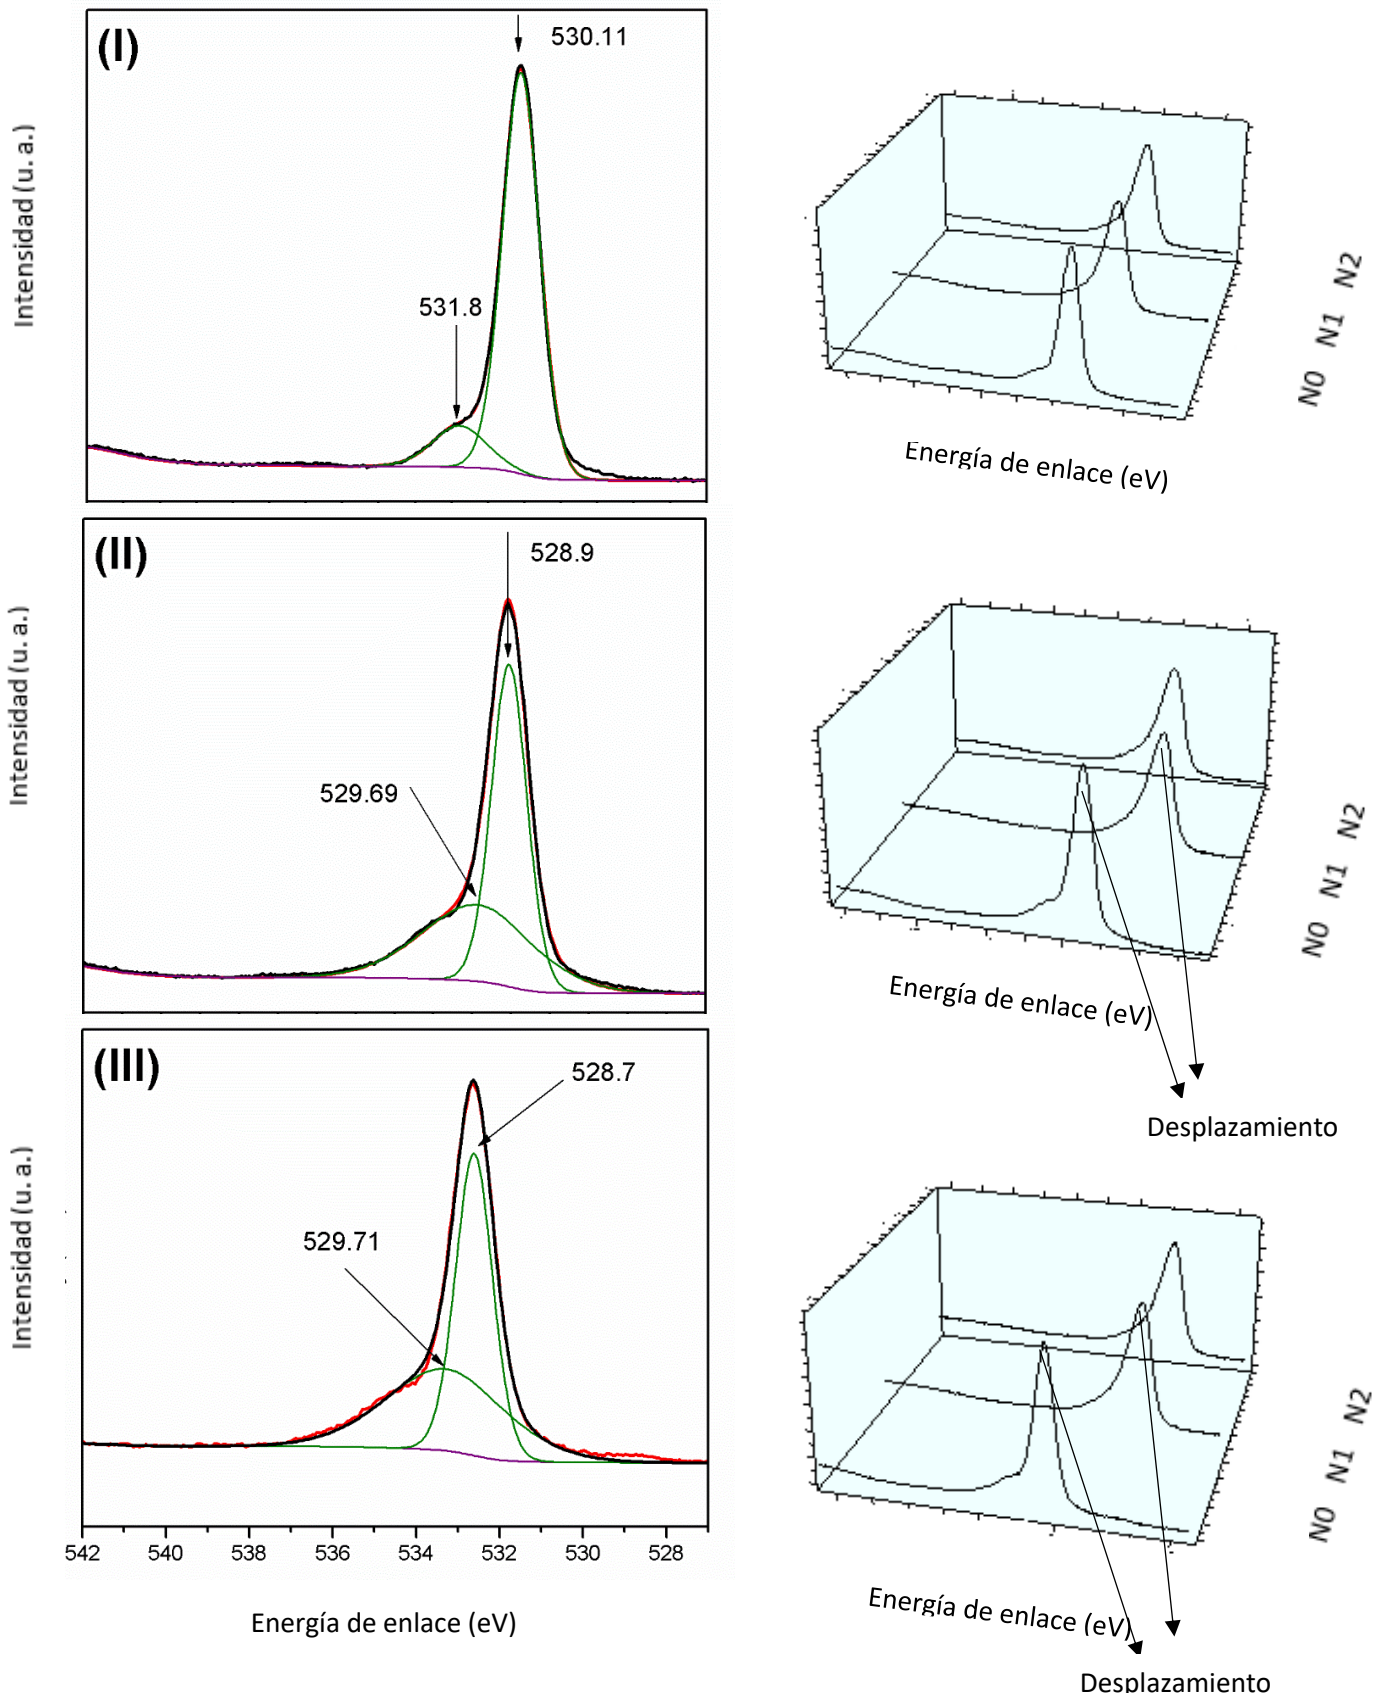 (I)
530.11
531.8
Intensidad (u. a.)
N0 N1 N2
Energía de enlace (eV)
(II)
528.9
529.69
Intensidad (u. a.)
N0 N1 N2
Energía de enlace (eV)
Desplazamiento
(III)
528.7
529.71
Intensidad (u. a.)
542 540 538 536 534 532 530 528
Energía de enlace (eV)
N0 N1 N2
Energía de enlace (eV)
Desplazamiento